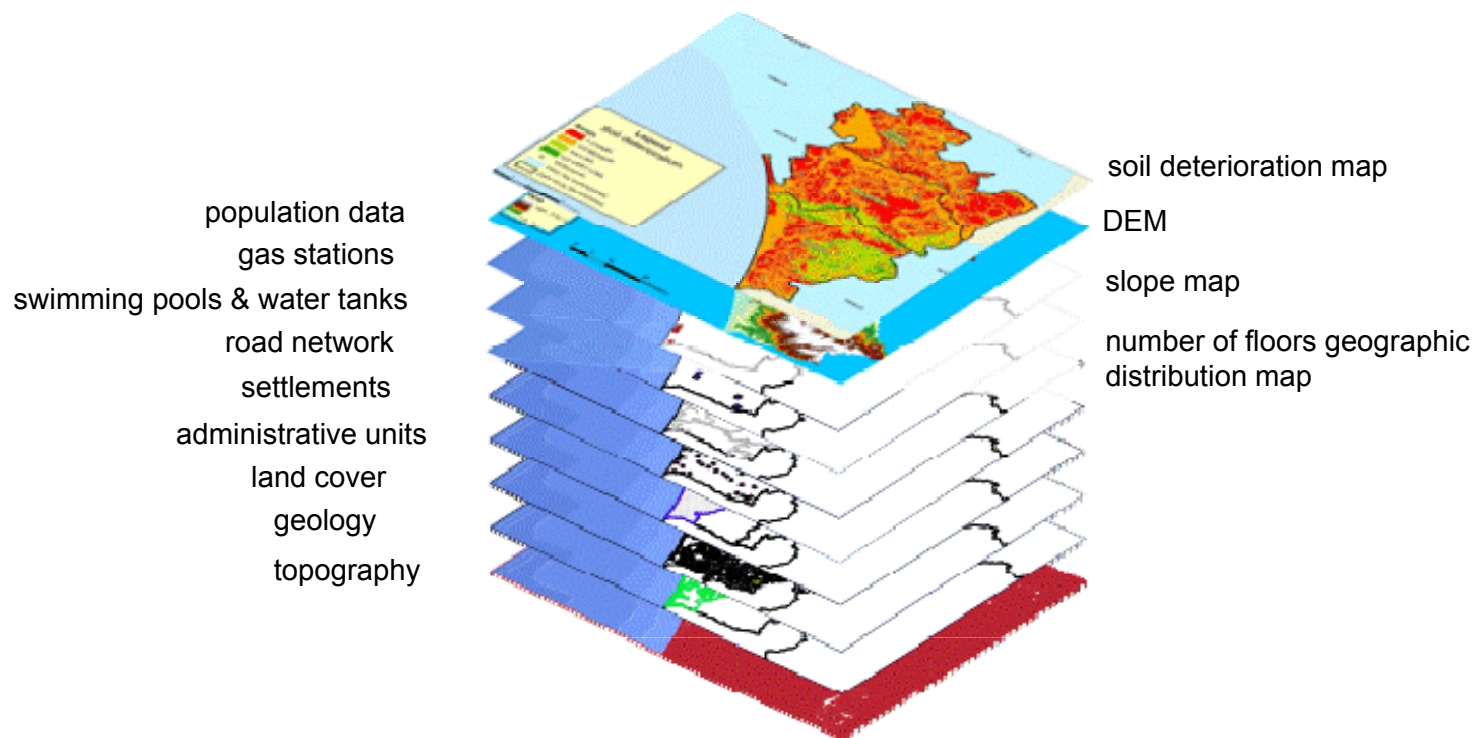 soil deterioration map
population data
DEM
gas stations
slope map
swimming pools & water tanks
road network
number of floors geographic
distribution map
settlements
administrative units
land cover
geology
topography